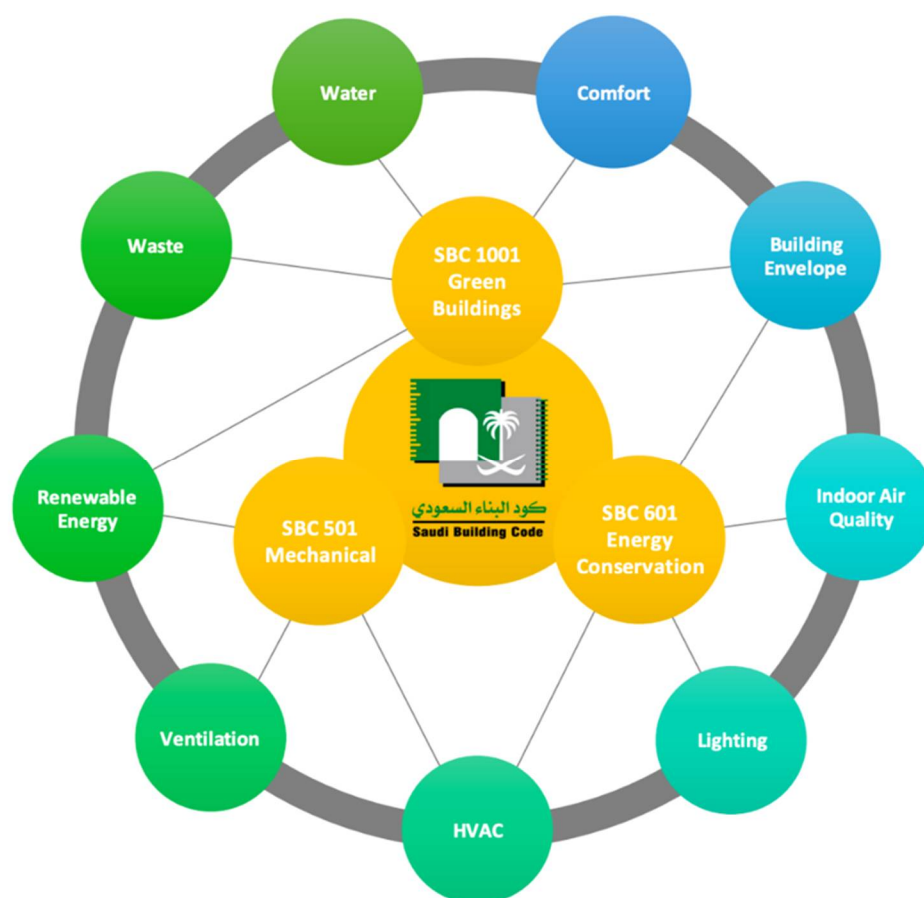 Water
Comfort
Waste
SBC 1001
Green
Buildings
Building
Envelope
كود البناء السعودي
Saudi Building Code
Renewable
Energy
SBC 501
Mechanical
SBC 601
Energy
Conservation
Indoor Air
Quality
Ventilation
Lighting
HVAC